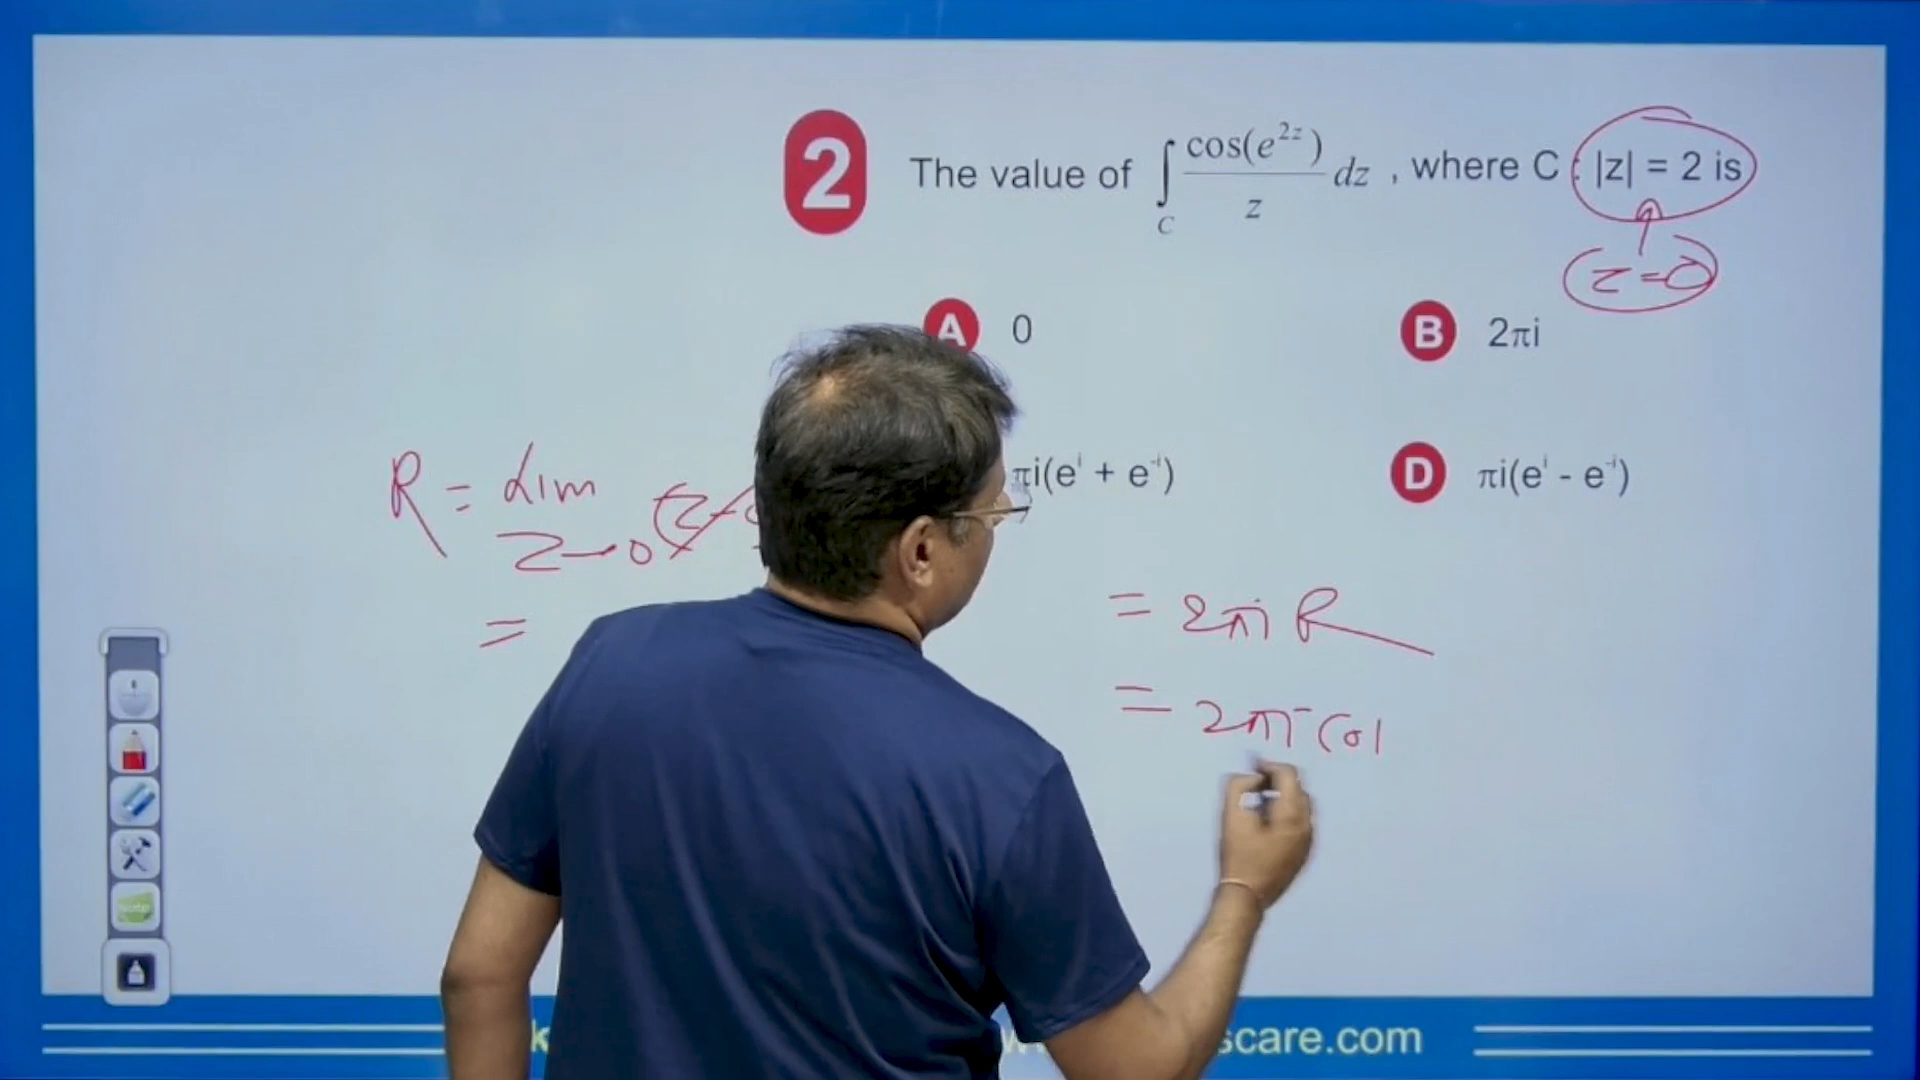 2 The value of ∫_C cos(e^{2z})/z dz , where C : |z| = 2 is
z=0
A 0
B 2πi
πi(e^i + e^{-i})
D πi(e^i - e^{-i})
R = Lim z→0 (z-
=
= 2πi R
= 2πi Cos
scare.com
Note